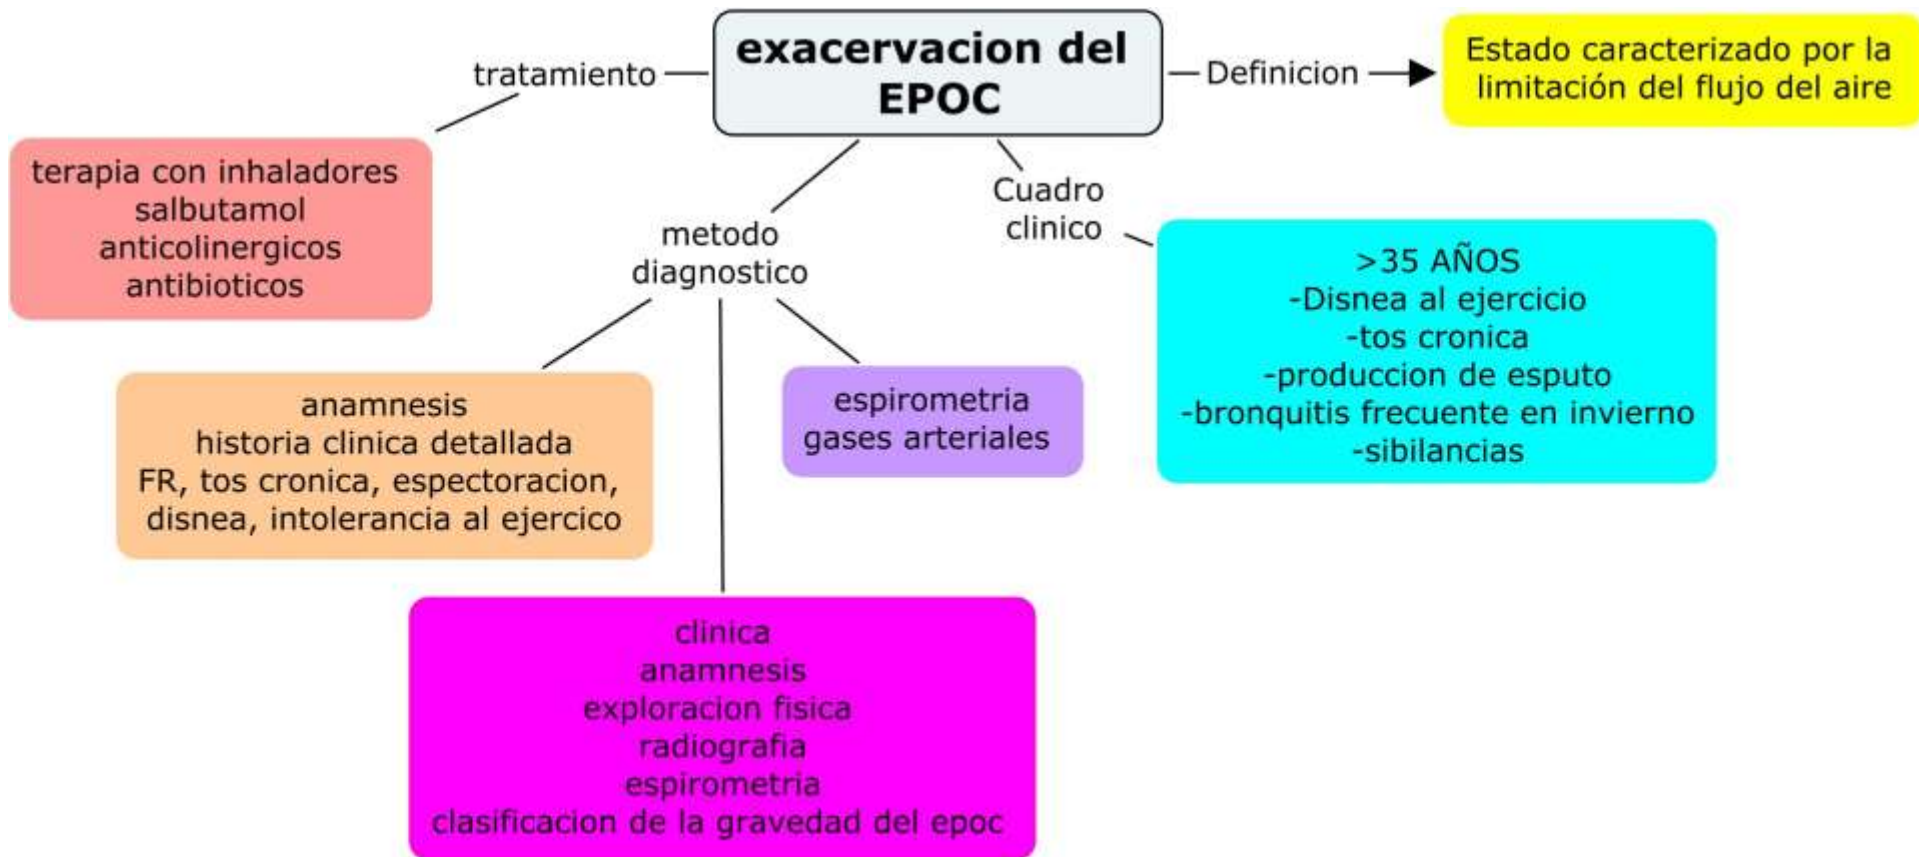 exacervacion del
EPOC
tratamiento
Definicion
Estado caracterizado por la
limitación del flujo del aire
terapia con inhaladores
salbutamol
anticolinergicos
antibioticos
metodo
diagnostico
Cuadro
clinico
>35 AÑOS
-Disnea al ejercicio
-tos cronica
-produccion de esputo
-bronquitis frecuente en invierno
-sibilancias
anamnesis
historia clinica detallada
FR, tos cronica, espectoracion,
disnea, intolerancia al ejercico
espirometria
gases arteriales
clinica
anamnesis
exploracion fisica
radiografia
espirometria
clasificacion de la gravedad del epoc